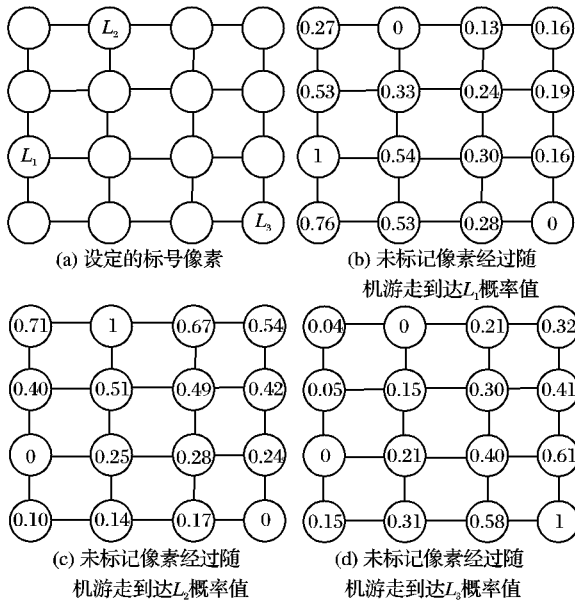 L₂
L₁
L₃
(a) 设定的标号像素
0.27 0 0.13 0.16
0.53 0.33 0.24 0.19
1 0.54 0.30 0.16
0.76 0.53 0.28 0
(b) 未标记像素经过随
机游走到达L₁概率值
0.71 1 0.67 0.54
0.40 0.51 0.49 0.42
0 0.25 0.28 0.24
0.10 0.14 0.17 0
(c) 未标记像素经过随
机游走到达L₂概率值
0.04 0 0.21 0.32
0.05 0.15 0.30 0.41
0 0.21 0.40 0.61
0.15 0.31 0.58 1
(d) 未标记像素经过随
机游走到达L₃概率值